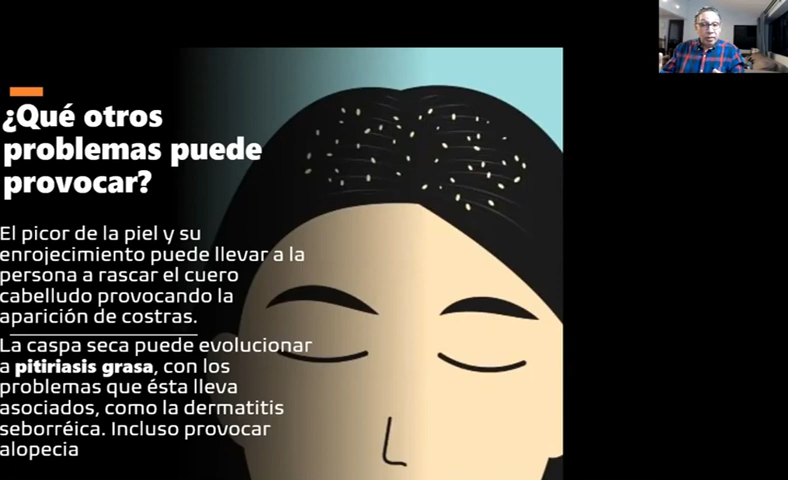 ¿Qué otros
problemas puede
provocar?
El picor de la piel y su
enrojecimiento puede llevar a la
persona a rascar el cuero
cabelludo provocando la
aparición de costras.
La caspa seca puede evolucionar
a pitiriasis grasa, con los
problemas que ésta lleva
asociados, como la dermatitis
seborréica. Incluso provocar
alopecia